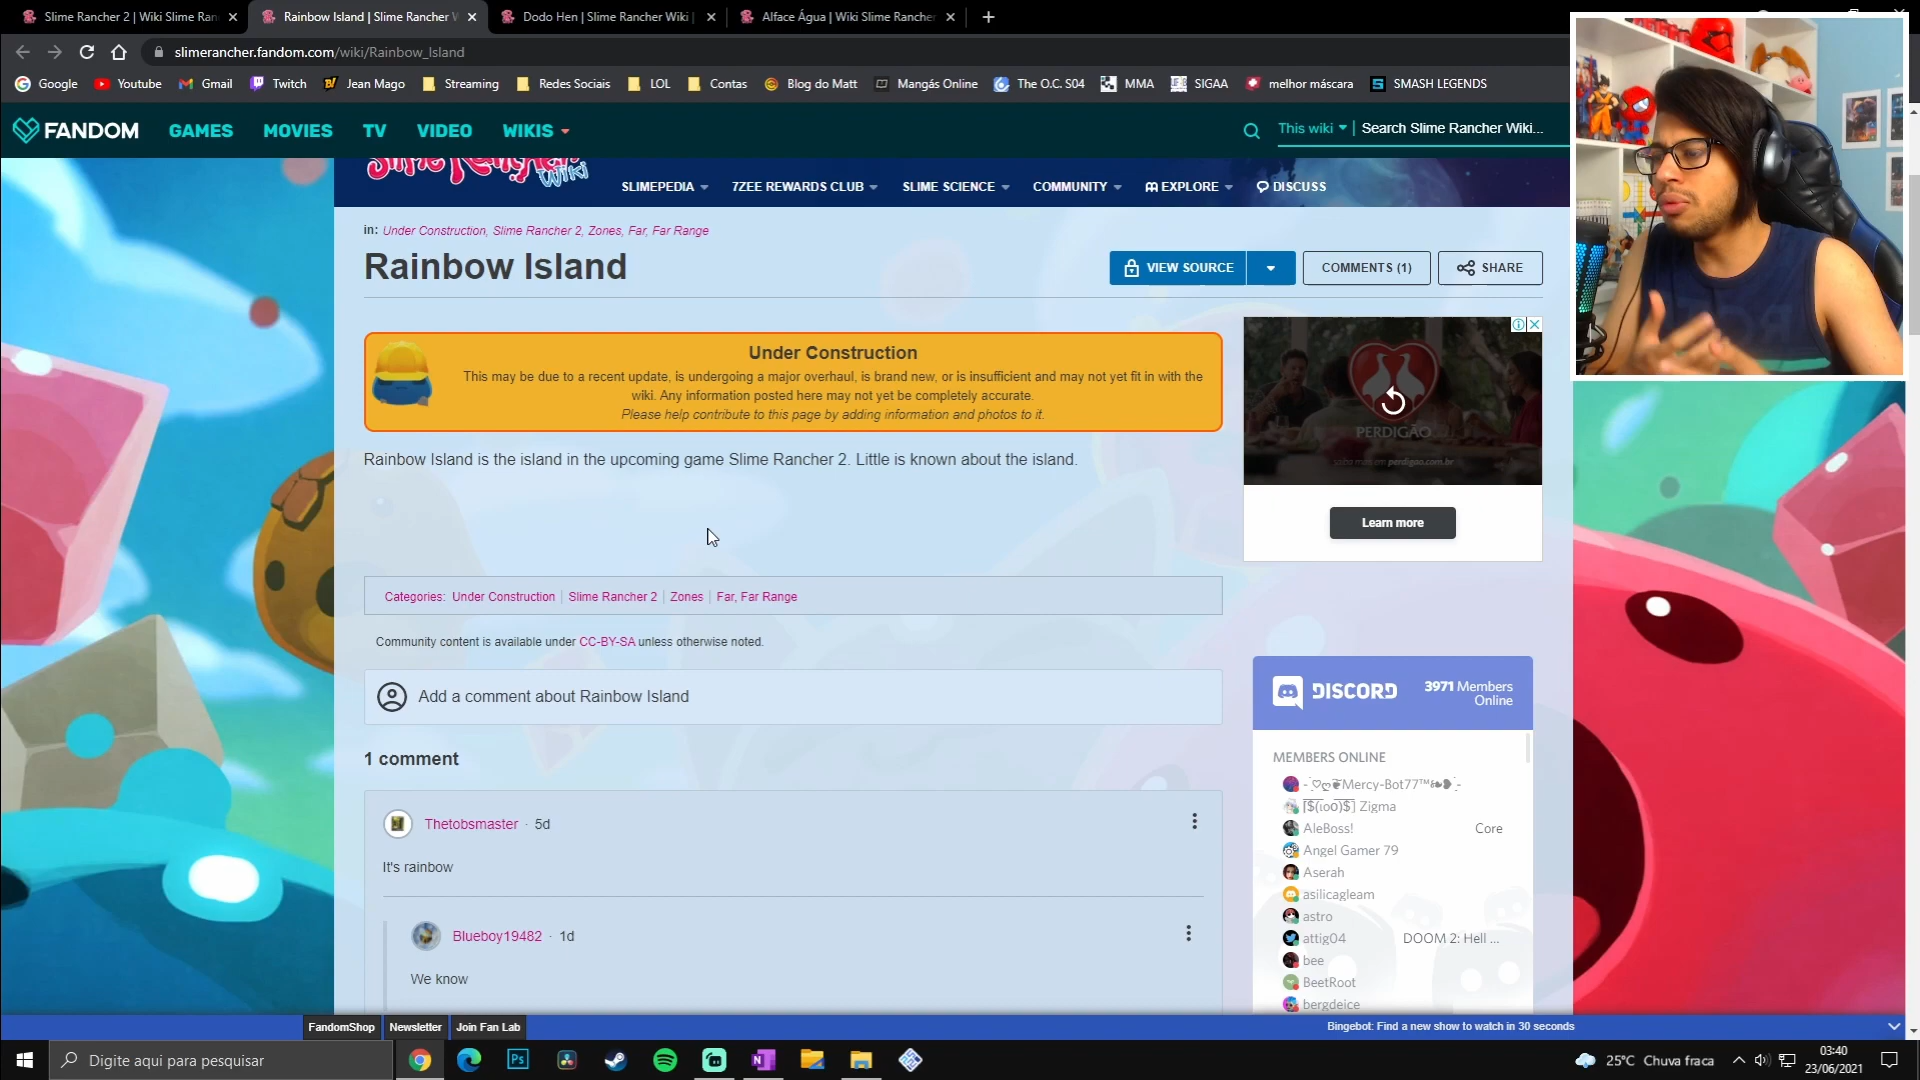 Slime Rancher 2 | Wiki Slime Ran
Rainbow Island | Slime Rancher W
Dodo Hen | Slime Rancher Wiki |
Alface Água | Wiki Slime Rancher
slimerancher.fandom.com/wiki/Rainbow_Island
Google
Youtube
Gmail
Twitch
Jean Mago
Streaming
Redes Sociais
LOL
Contas
Blog do Matt
Mangás Online
The O.C. S04
MMA
SIGAA
melhor máscara
SMASH LEGENDS
FANDOM
GAMES
MOVIES
TV
VIDEO
WIKIS
This wiki
Search Slime Rancher Wiki...
Slime Rancher
Wiki
SLIMEPEDIA
7ZEE REWARDS CLUB
SLIME SCIENCE
COMMUNITY
EXPLORE
DISCUSS
in: Under Construction, Slime Rancher 2, Zones, Far, Far Range
Rainbow Island
VIEW SOURCE
COMMENTS (1)
SHARE
Under Construction
This may be due to a recent update, is undergoing a major overhaul, is brand new, or is insufficient and may not yet fit in with the
wiki. Any information posted here may not yet be completely accurate.
Please help contribute to this page by adding information and photos to it.
Rainbow Island is the island in the upcoming game Slime Rancher 2. Little is known about the island.
PERDIGÃO
saiba mais em perdigao.com.br
Learn more
Categories: Under Construction | Slime Rancher 2 | Zones | Far, Far Range
Community content is available under CC-BY-SA unless otherwise noted.
Add a comment about Rainbow Island
1 comment
Thetobsmaster · 5d
It's rainbow
Blueboy19482 · 1d
We know
DISCORD
3971 Members
Online
MEMBERS ONLINE
Mercy-Bot77™
Zigma
AleBoss!
Core
Angel Gamer 79
Aserah
asilicagleam
astro
attig04
DOOM 2: Hell ...
bee
BeetRoot
bergdeice
FandomShop
Newsletter
Join Fan Lab
Bingebot: Find a new show to watch in 30 seconds
Digite aqui para pesquisar
25°C Chuva fraca
03:40
23/06/2021